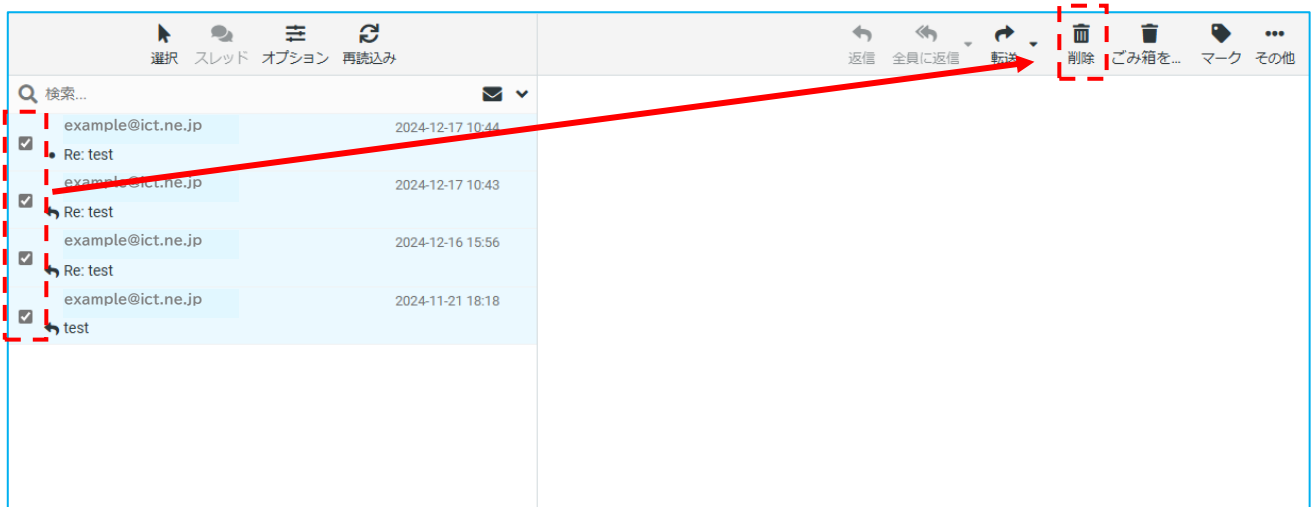 選択 スレッド オプション 再読込み
返信 全員に返信 転送 削除 ごみ箱を... マーク その他
検索...
example@ict.ne.jp 2024-12-17 10:44
Re: test
example@ict.ne.jp 2024-12-17 10:43
Re: test
example@ict.ne.jp 2024-12-16 15:56
Re: test
example@ict.ne.jp 2024-11-21 18:18
test